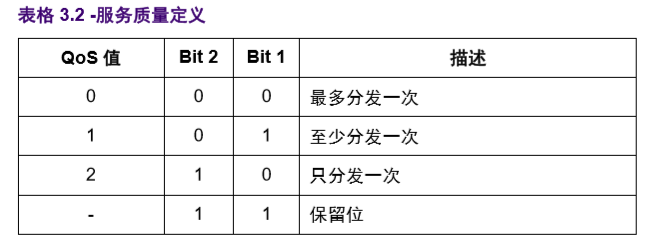 表格 3.2 -服务质量定义
QoS 值 Bit 2 Bit 1 描述
0 0 0 最多分发一次
1 0 1 至少分发一次
2 1 0 只分发一次
- 1 1 保留位